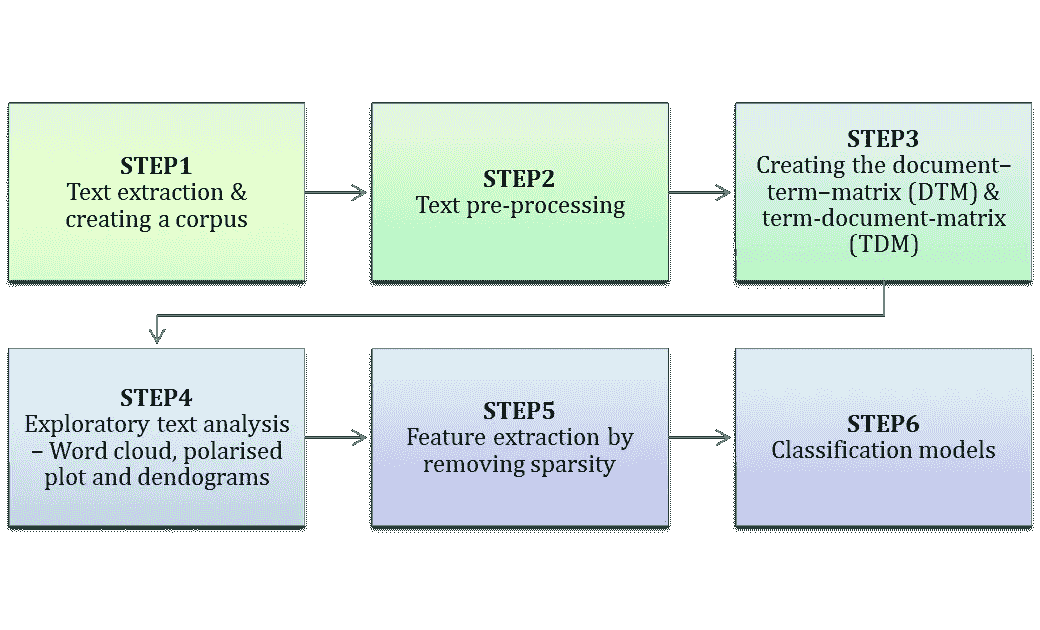 STEP1
Text extraction &
creating a corpus
STEP2
Text pre-processing
STEP3
Creating the document–
term–matrix (DTM) &
term-document-matrix
(TDM)
STEP4
Exploratory text analysis
– Word cloud, polarised
plot and dendograms
STEP5
Feature extraction by
removing sparsity
STEP6
Classification models